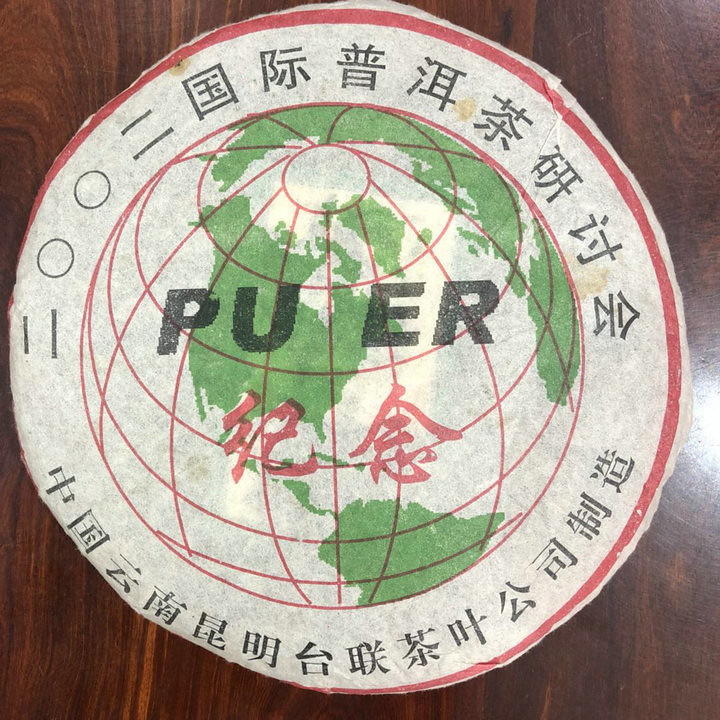 二〇〇二国际普洱茶研讨会
PU ER
纪念
中国云南昆明台联茶叶公司制造